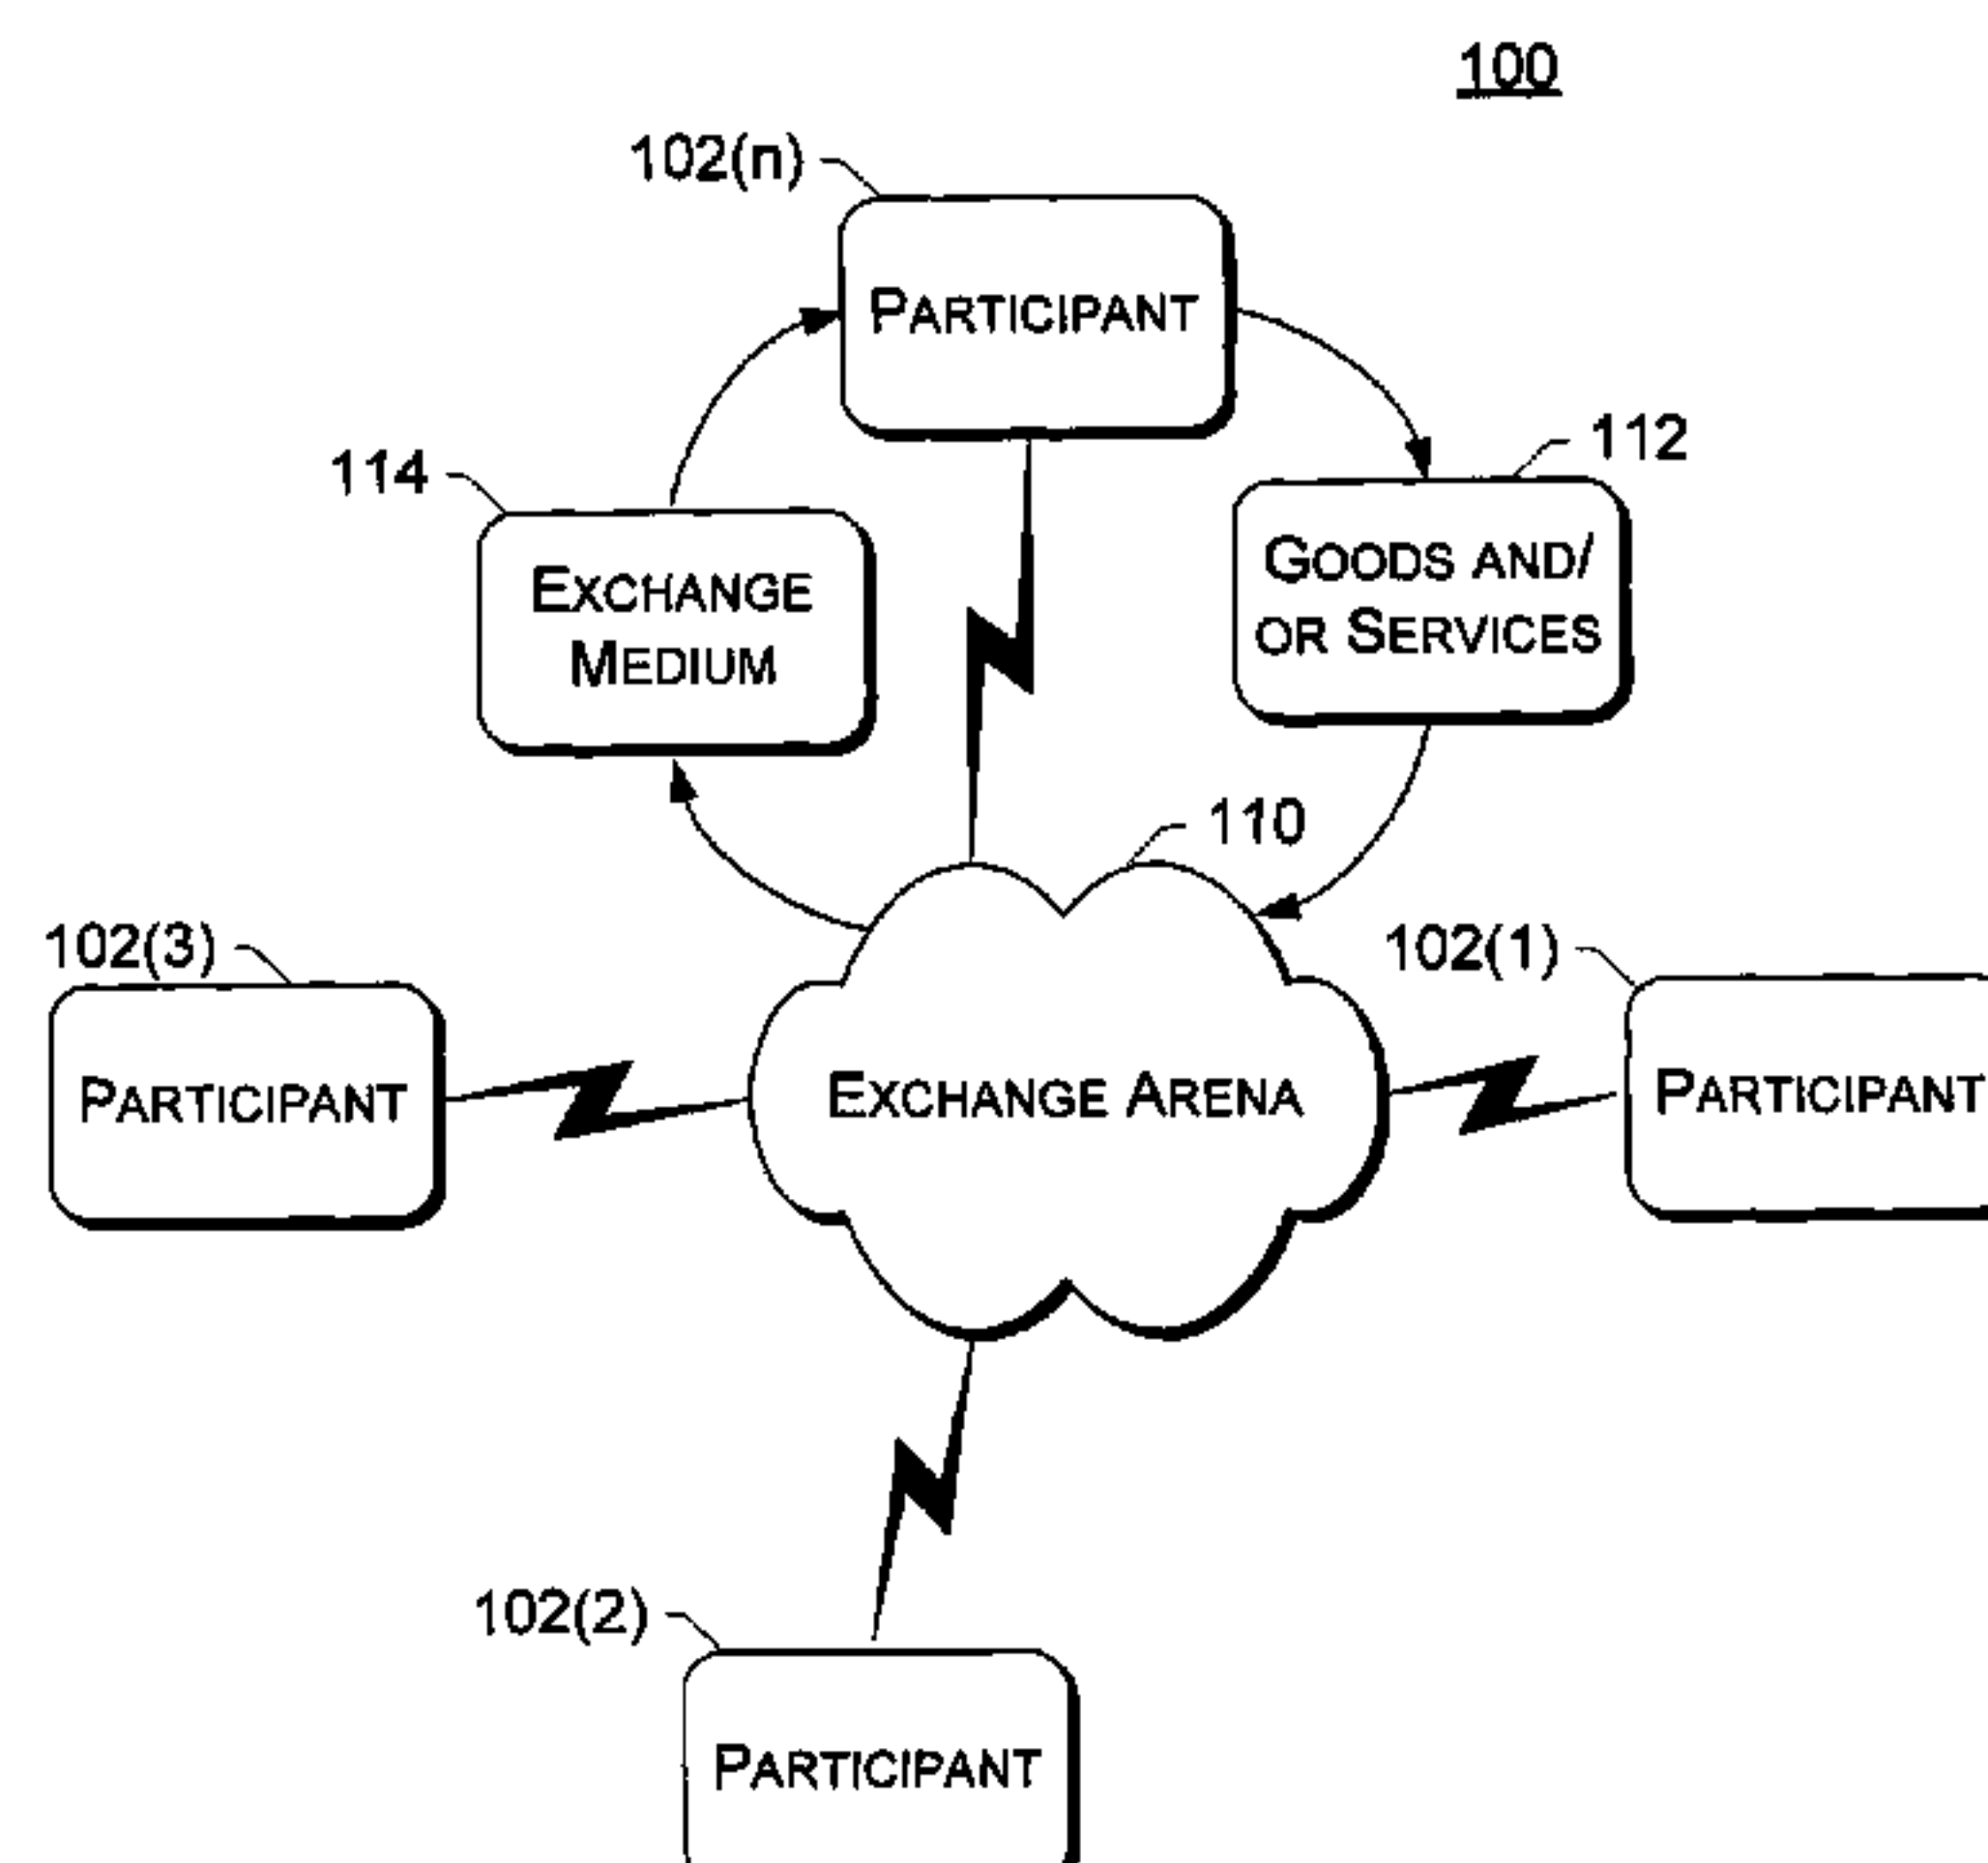 100
102(n)
PARTICIPANT
112
114
GOODS AND/
OR SERVICES
EXCHANGE
MEDIUM
110
102(3)
102(1)
PARTICIPANT
EXCHANGE ARENA
PARTICIPANT
102(2)
PARTICIPANT